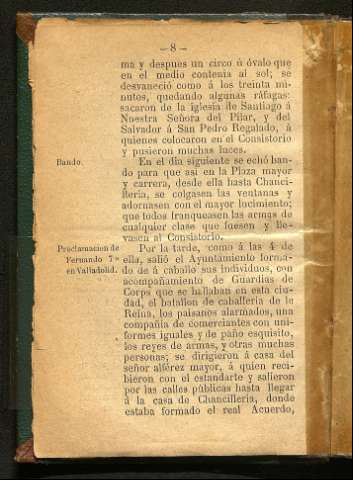 — 8 —
ma y despues un circo ú óvalo que
en el medio contenia al sol; se
desvaneció como á los treinta mi-
nutos, quedando algunas ráfagas:
sacaron de la iglesia de Santiago á
Nuestra Señora del Pilar, y del
Salvador á San Pedro Regalado, á
quienes colocaron en el Consistorio
y pusieron muchas luces.
Bando.
En el dia siguiente se echó ban-
do para que asi en la Plaza mayor
y carrera, desde ella hasta Chanci-
lleria, se colgasen las ventanas y
adornasen con el mayor lucimiento;
que todos franqueasen las armas de
cualquier clase que fuesen y lle-
vasen al Consistorio.
Proclamacion de
Fernando 7.º
en Valladolid.
Por la tarde, como á las 4 de
ella, salió el Ayuntamiento forma-
do de á caballo sus individuos, con
acompañamiento de Guardias de
Corps que se hallaban en esta ciu-
dad, el batallon de caballeria de la
Reina, los paisanos alarmados, una
compañía de comerciantes con uni-
formes iguales y de paño esquisito,
los reyes de armas, y otras muchas
personas; se dirigieron á casa del
señor alférez mayor, á quien reci-
bieron con el estandarte y salieron
por las calles públicas hasta llegar
á la casa de Chancilleria, donde
estaba formado el real Acuerdo,